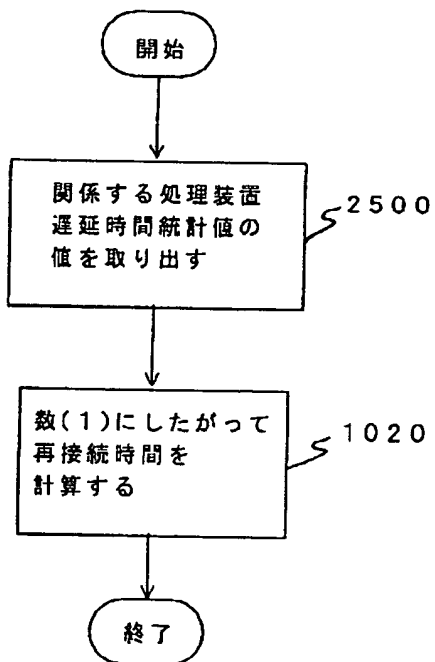 開始
関係する処理装置
遅延時間統計値の
値を取り出す
2500
数(1)にしたがって
再接続時間を
計算する
1020
終了